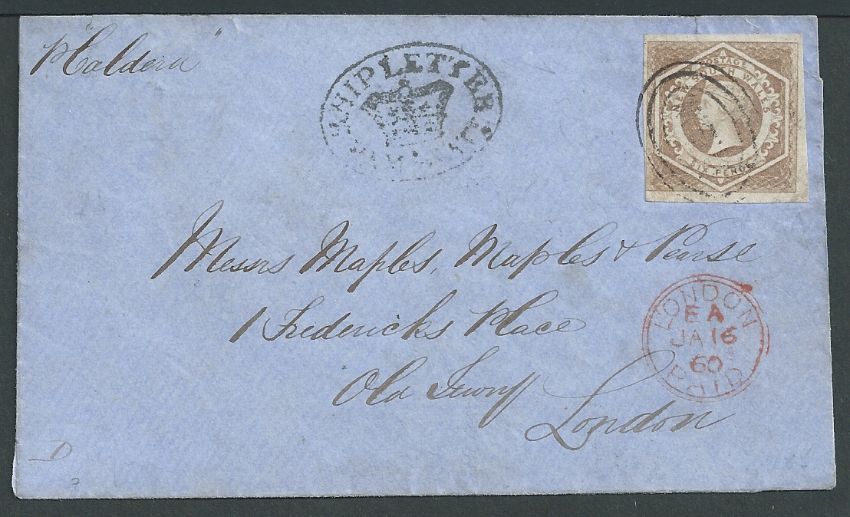 P "Caldera"
SHIP LETTER
POSTAGE
NEW SOUTH WALES
SIX PENCE
Messrs Maples, Maples & Pearse
1 Fredericks Place
Old Jewry
London
LONDON
EA
JA 16
60
PAID